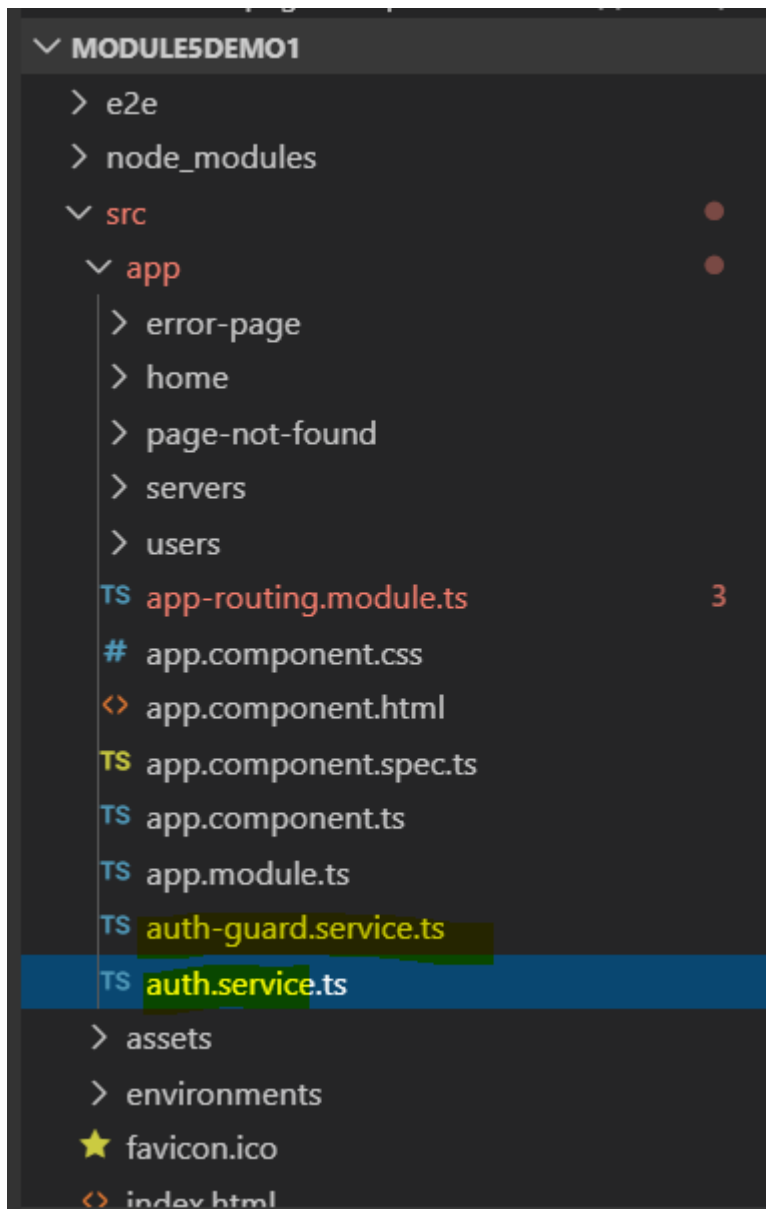 MODULE5DEMO1
e2e
node_modules
src
app
error-page
home
page-not-found
servers
users
TS app-routing.module.ts 3
# app.component.css
<> app.component.html
TS app.component.spec.ts
TS app.component.ts
TS app.module.ts
TS auth-guard.service.ts
TS auth.service.ts
assets
environments
favicon.ico
<> index.html